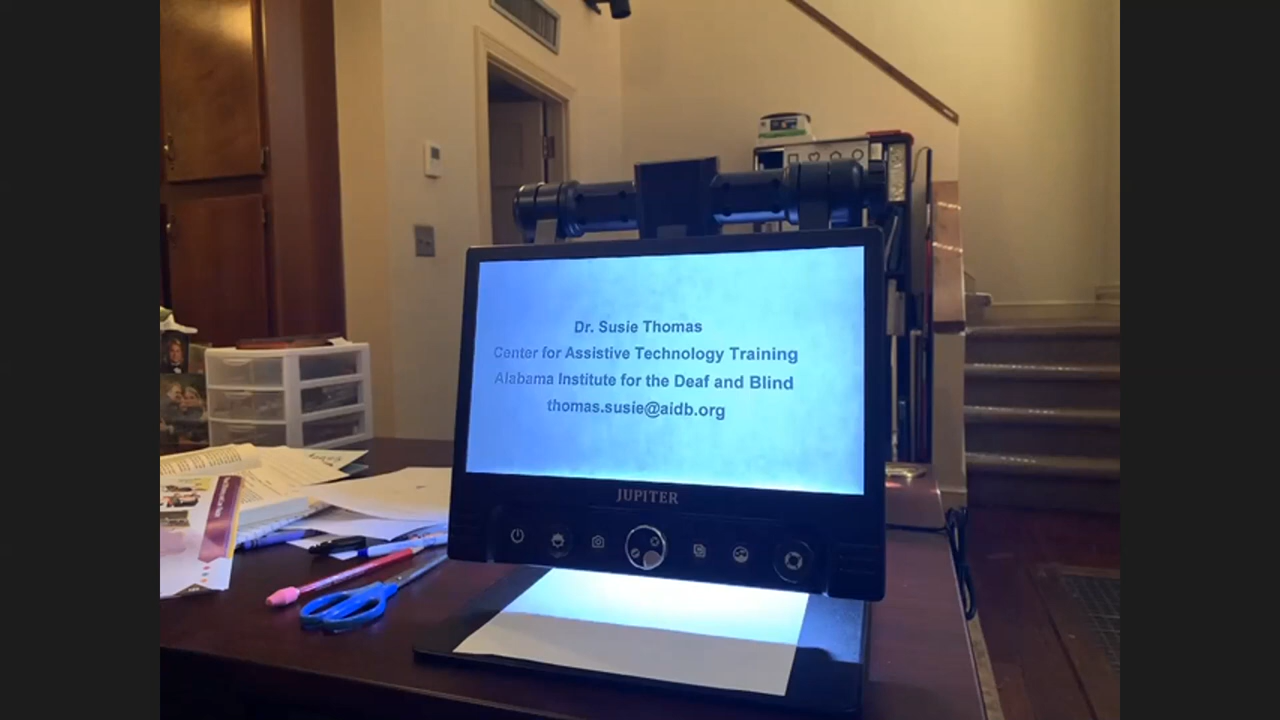 Dr. Susie Thomas
Center for Assistive Technology Training
Alabama Institute for the Deaf and Blind
thomas.susie@aidb.org
JUPITER